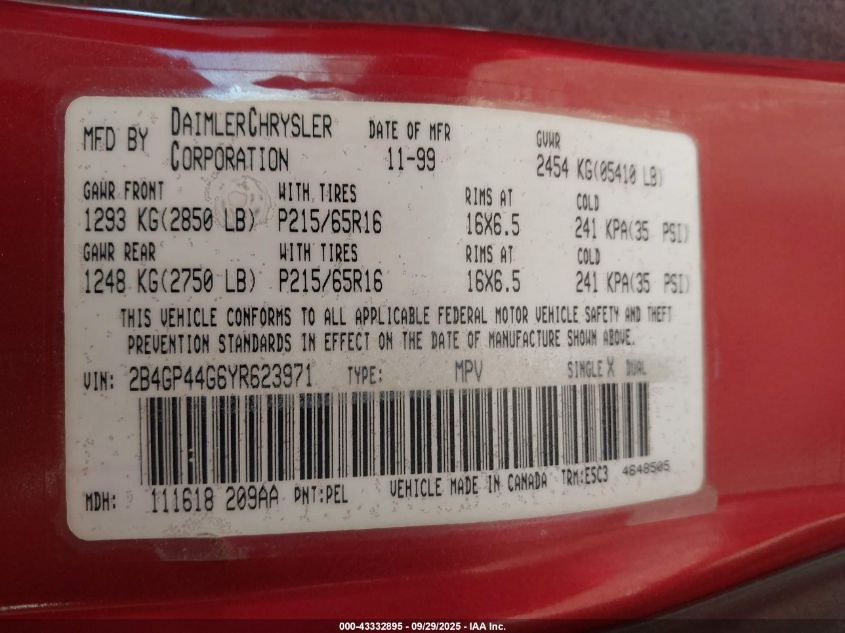 MFD BY DAIMLERCHRYSLER CORPORATION DATE OF MFR 11-99 GVWR 2454 KG(05410 LB)
GAWR FRONT WITH TIRES RIMS AT COLD
1293 KG(2850 LB) P215/65R16 16X6.5 241 KPA(35 PSI)
GAWR REAR WITH TIRES RIMS AT COLD
1248 KG(2750 LB) P215/65R16 16X6.5 241 KPA(35 PSI)
THIS VEHICLE CONFORMS TO ALL APPLICABLE FEDERAL MOTOR VEHICLE SAFETY AND THEFT
PREVENTION STANDARDS IN EFFECT ON THE DATE OF MANUFACTURE SHOWN ABOVE.
VIN: 2B4GP44G6YR623971 TYPE: MPV SINGLE X DUAL
MDH: 111618 209AA PNT:PEL VEHICLE MADE IN CANADA TRM:E5C3 4648505
000-43332895 - 09/29/2025 - IAA Inc.